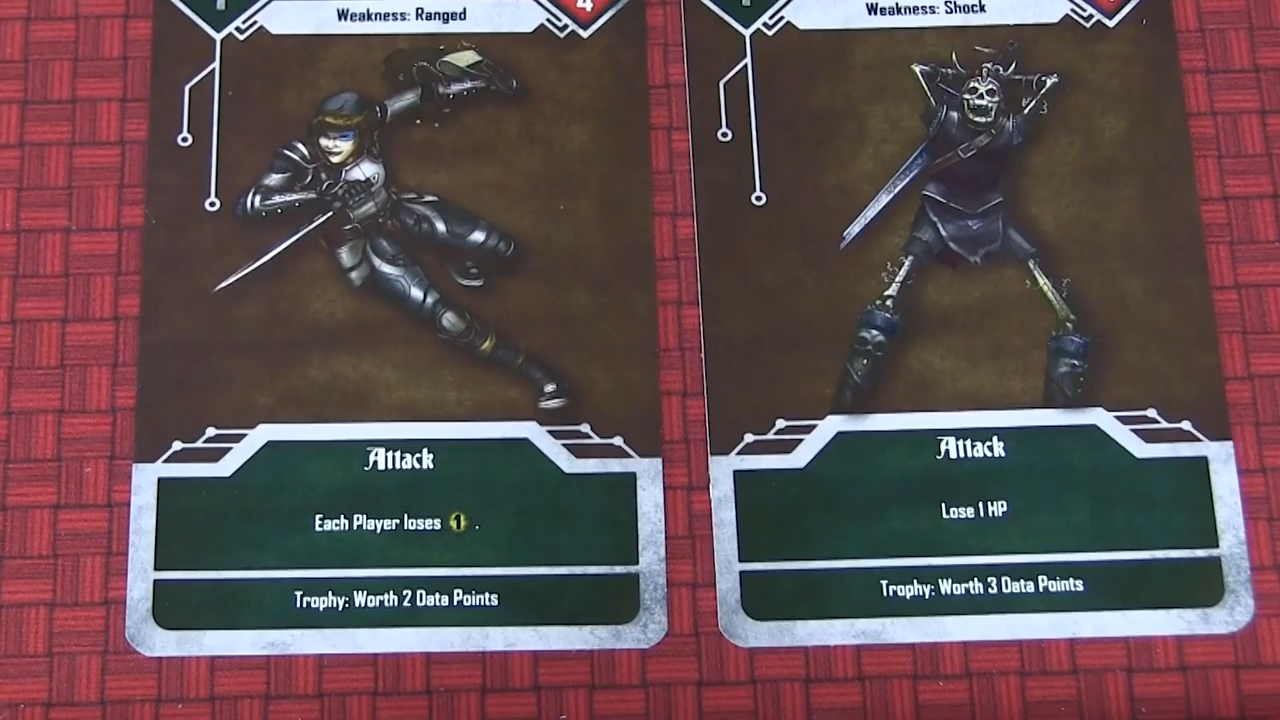 4
Weakness: Ranged
Attack
Each Player loses 1 .
Trophy: Worth 2 Data Points
Weakness: Shock
Attack
Lose 1 HP
Trophy: Worth 3 Data Points